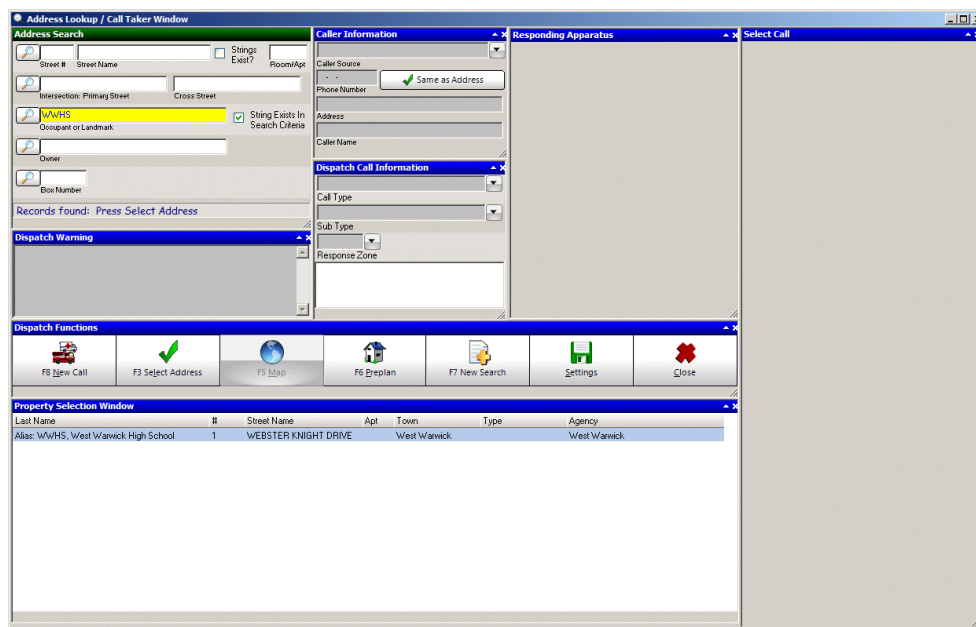 Address Lookup / Call Taker Window
Address Search
Strings Exist?
Street # Street Name Room/Apt
Intersection: Primary Street Cross Street
WWHS
String Exists In Search Criteria
Occupant or Landmark
Owner
Box Number
Records found: Press Select Address
Dispatch Warning
Caller Information
Caller Source
- -
Same as Address
Phone Number
Address
Caller Name
Dispatch Call Information
Call Type
Sub Type
Response Zone
Responding Apparatus
Select Call
Dispatch Functions
F8 New Call F3 Select Address F5 Map F6 Preplan F7 New Search Settings Close
Property Selection Window
Last Name # Street Name Apt Town Type Agency
Alias: WWHS, West Warwick High School 1 WEBSTER KNIGHT DRIVE West Warwick West Warwick